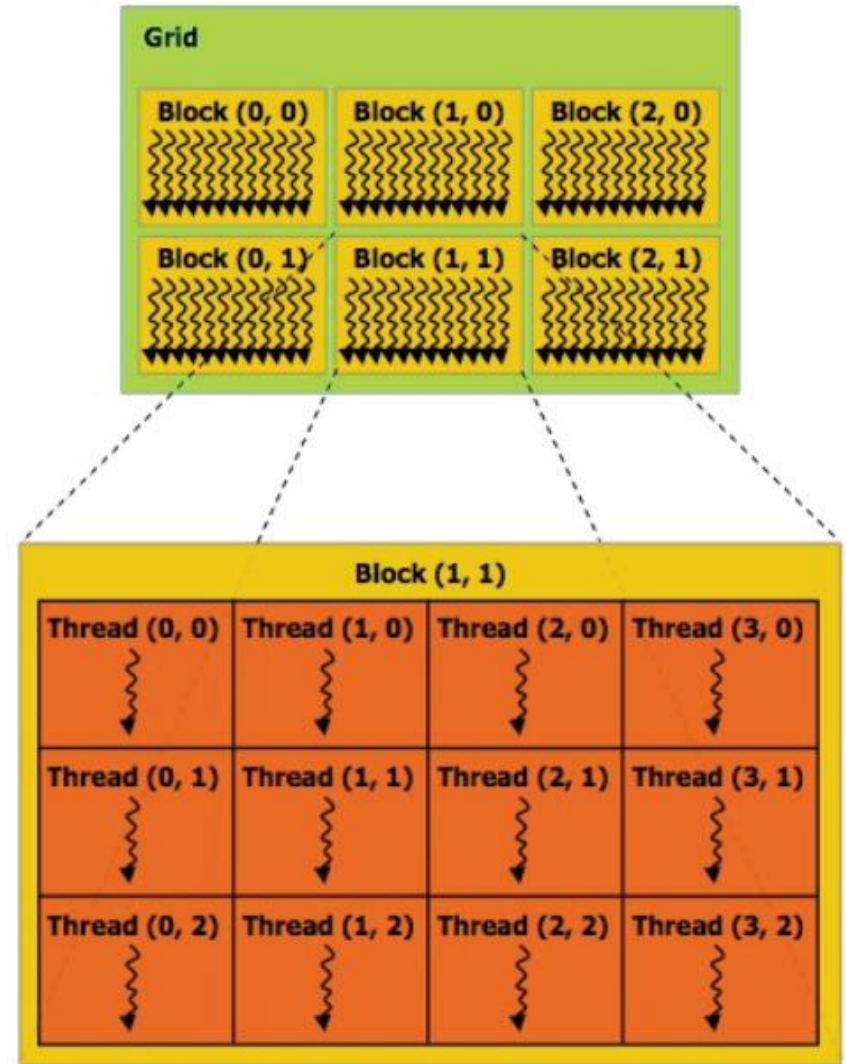 Grid
Block (0, 0) Block (1, 0) Block (2, 0)
Block (0, 1) Block (1, 1) Block (2, 1)
Block (1, 1)
Thread (0, 0) Thread (1, 0) Thread (2, 0) Thread (3, 0)
Thread (0, 1) Thread (1, 1) Thread (2, 1) Thread (3, 1)
Thread (0, 2) Thread (1, 2) Thread (2, 2) Thread (3, 2)